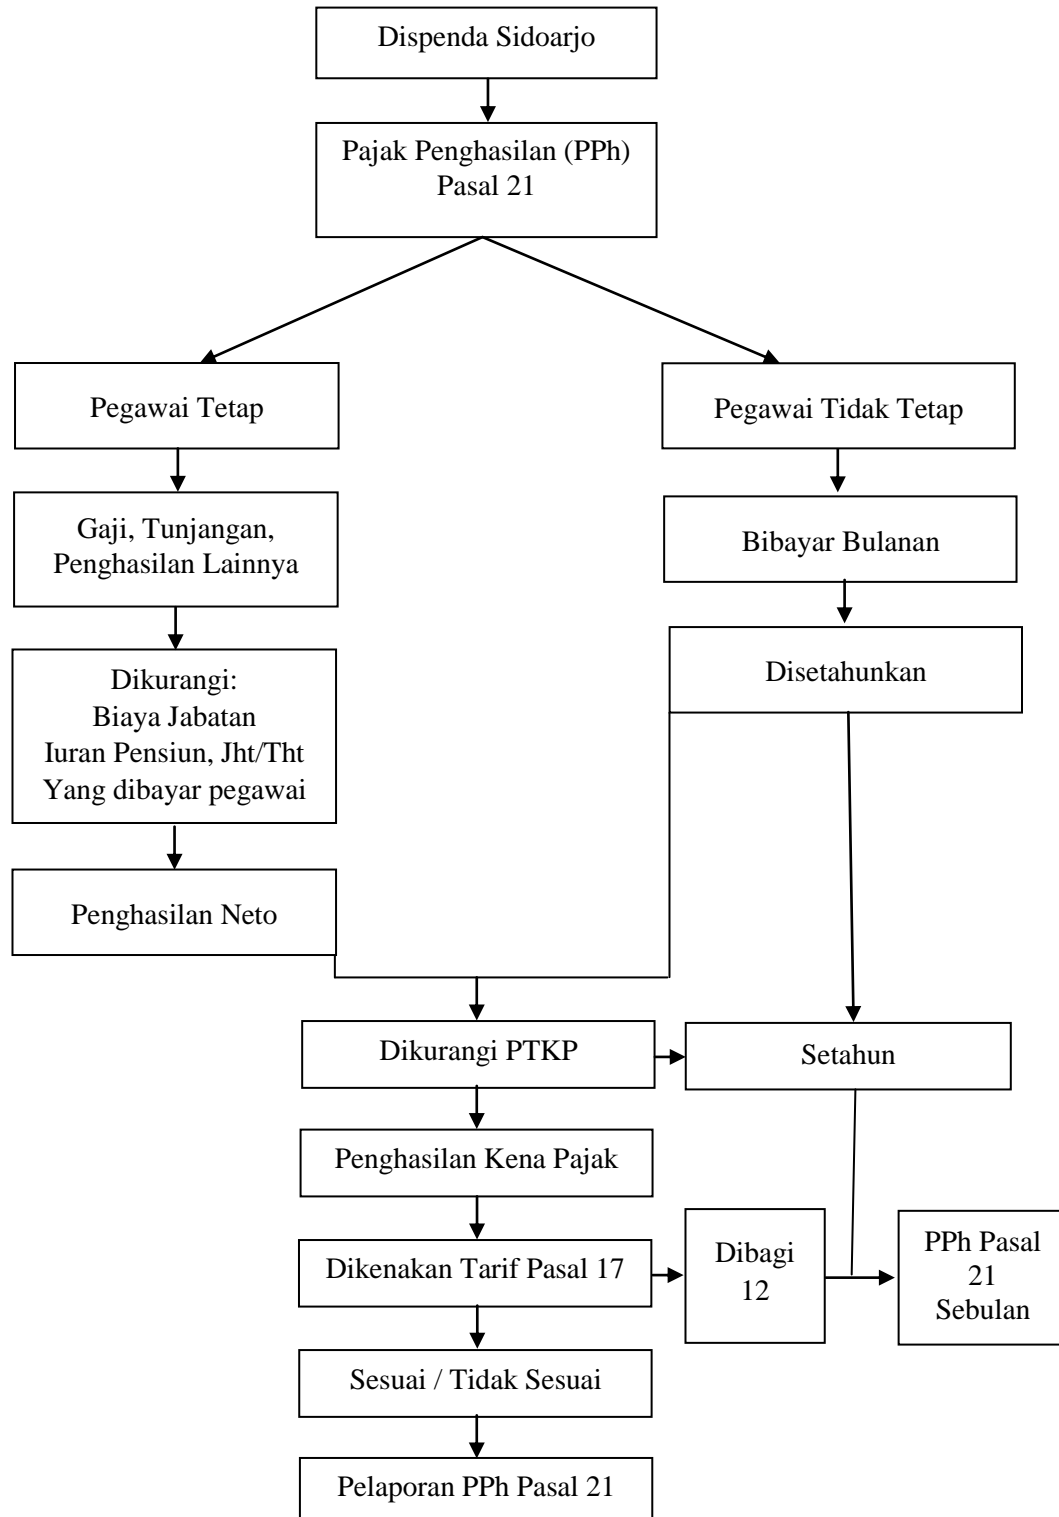 Dispenda Sidoarjo
Pajak Penghasilan (PPh)
Pasal 21
Pegawai Tetap
Pegawai Tidak Tetap
Gaji, Tunjangan,
Penghasilan Lainnya
Bibayar Bulanan
Dikurangi:
Biaya Jabatan
Iuran Pensiun, Jht/Tht
Yang dibayar pegawai
Disetahunkan
Penghasilan Neto
Dikurangi PTKP
Setahun
Penghasilan Kena Pajak
Dikenakan Tarif Pasal 17
Dibagi
12
PPh Pasal
21
Sebulan
Sesuai / Tidak Sesuai
Pelaporan PPh Pasal 21